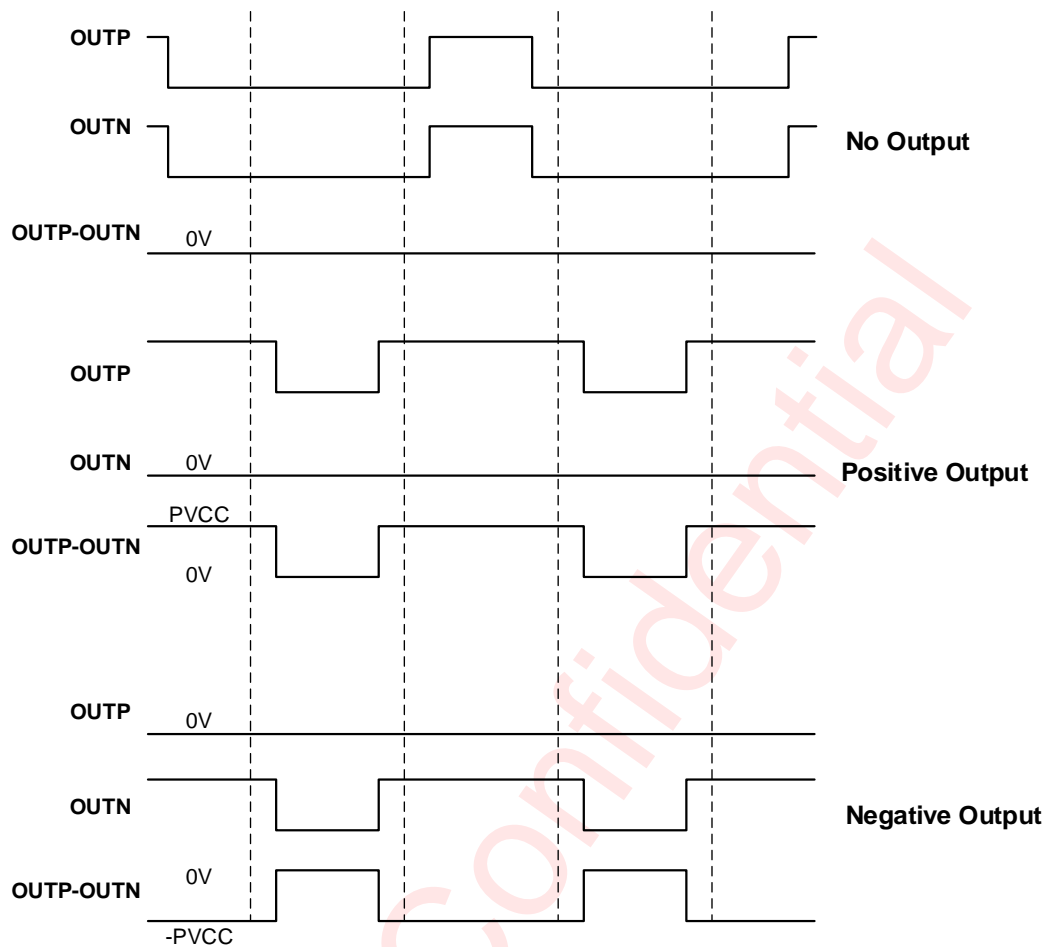 OUTP
OUTN
No Output
OUTP-OUTN
0V
OUTP
OUTN
0V
Positive Output
PVCC
OUTP-OUTN
0V
OUTP
0V
OUTN
Negative Output
OUTP-OUTN
0V
-PVCC
Confidential